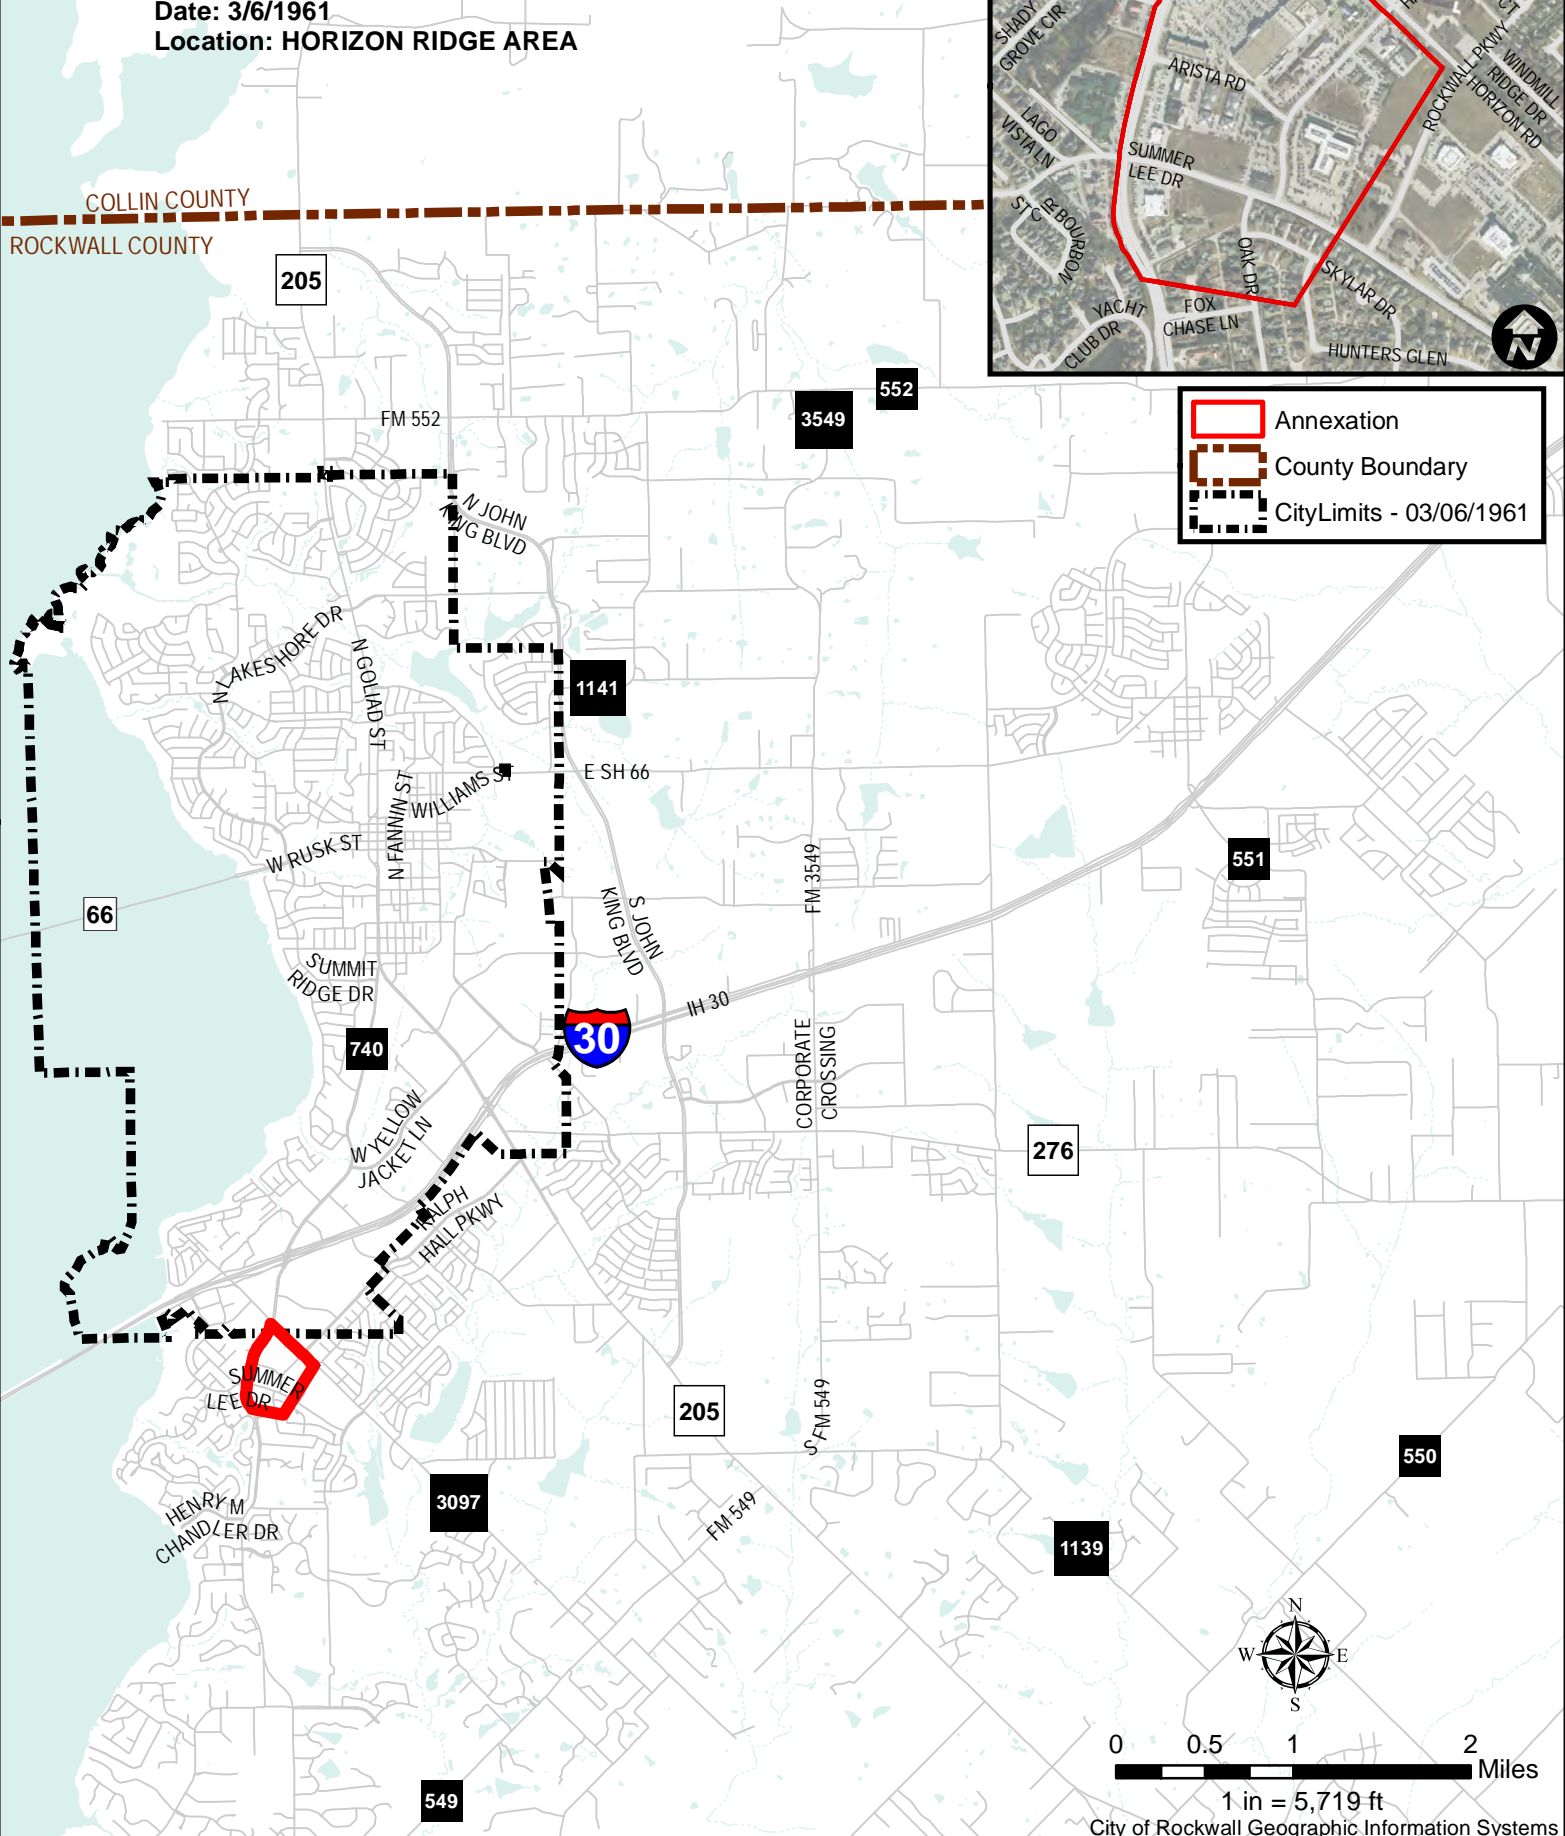 Date: 3/6/1961
Location: HORIZON RIDGE AREA
SHADY
GROVE CIR
ARISTA RD
ROCKWALL PKWY
WINDMILL
RIDGE DR
HORIZON RD
CT
LAGO
VISTA LN
SUMMER
LEE DR
ST C
BOURBON
OAK DR
SKYLAR DR
YACHT
CLUB DR
FOX
CHASE LN
HUNTERS GLEN
N
COLLIN COUNTY
ROCKWALL COUNTY
205
552
3549
FM 552
Annexation
County Boundary
CityLimits - 03/06/1961
N JOHN
KING BLVD
N LAKESHORE DR
N GOLIAD ST
1141
E SH 66
WILLIAMS ST
N FANNIN ST
W RUSK ST
FM 3549
551
66
S JOHN
KING BLVD
SUMMIT
RIDGE DR
IH 30
30
740
CORPORATE
CROSSING
W YELLOW
JACKET LN
276
RALPH
HALL PKWY
SUMMER
LEE DR
205
S FM 549
550
3097
HENRY M
CHANDLER DR
FM 549
1139
N
W
E
S
0
0.5
1
2
Miles
549
1 in = 5,719 ft
City of Rockwall Geographic Information Systems